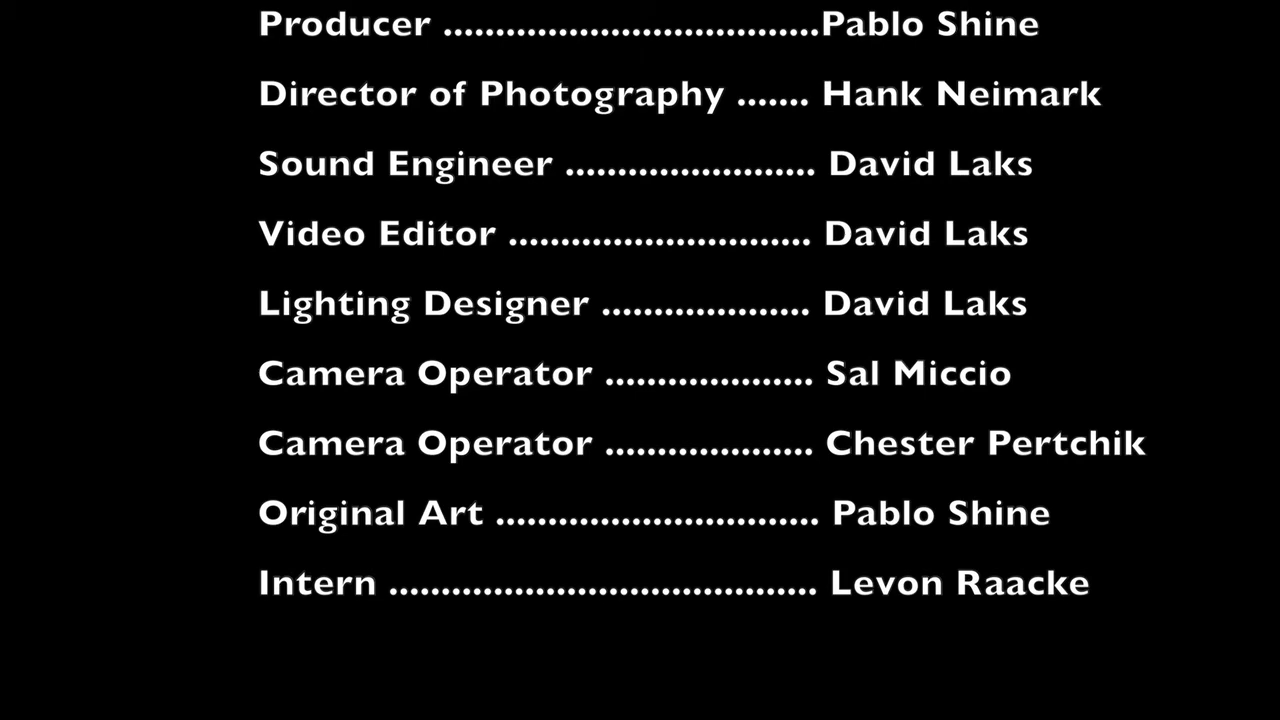 Producer ....................................Pablo Shine
Director of Photography ....... Hank Neimark
Sound Engineer ........................ David Laks
Video Editor ............................. David Laks
Lighting Designer .................... David Laks
Camera Operator .................... Sal Miccio
Camera Operator .................... Chester Pertchik
Original Art ............................... Pablo Shine
Intern ......................................... Levon Raacke